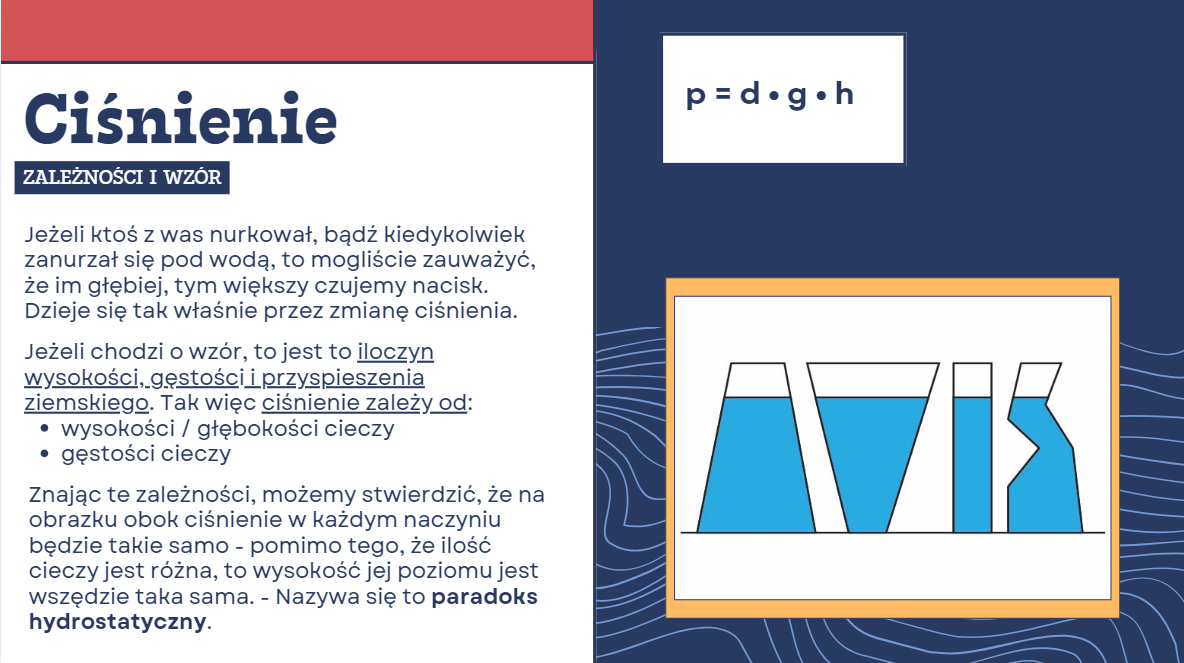 Ciśnienie
ZALEŻNOŚCI I WZÓR
Jeżeli ktoś z was nurkował, bądź kiedykolwiek
zanurzał się pod wodą, to mogliście zauważyć,
że im głębiej, tym większy czujemy nacisk.
Dzieje się tak właśnie przez zmianę ciśnienia.
Jeżeli chodzi o wzór, to jest to iloczyn
wysokości, gęstości i przyspieszenia
ziemskiego. Tak więc ciśnienie zależy od:
• wysokości / głębokości cieczy
• gęstości cieczy
Znając te zależności, możemy stwierdzić, że na
obrazku obok ciśnienie w każdym naczyniu
będzie takie samo - pomimo tego, że ilość
cieczy jest różna, to wysokość jej poziomu jest
wszędzie taka sama. - Nazywa się to paradoks
hydrostatyczny.
p = d • g • h